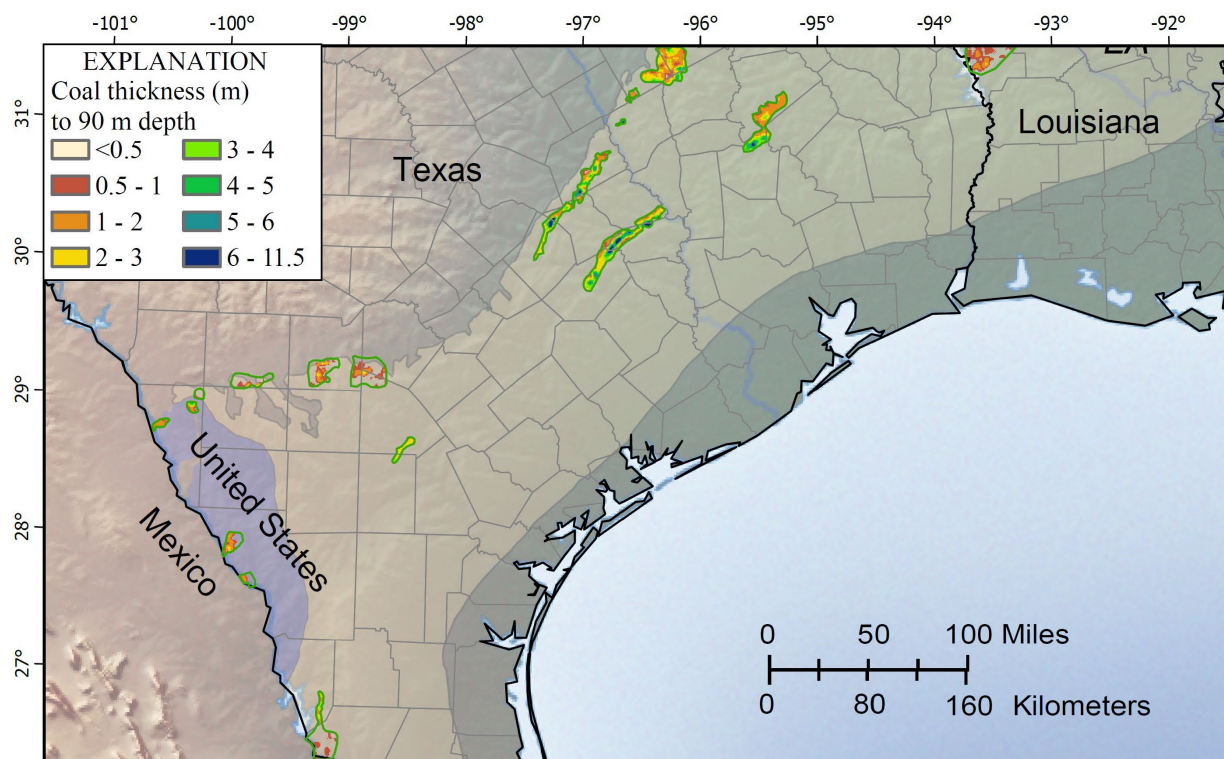 -101° -100° -99° -98° -97° -96° -95° -94° -93° -92°
EXPLANATION
Coal thickness (m)
to 90 m depth
<0.5 3 - 4
0.5 - 1 4 - 5
1 - 2 5 - 6
2 - 3 6 - 11.5
31°
30°
29°
28°
27°
Texas
Louisiana
United States
Mexico
0 50 100 Miles
0 80 160 Kilometers